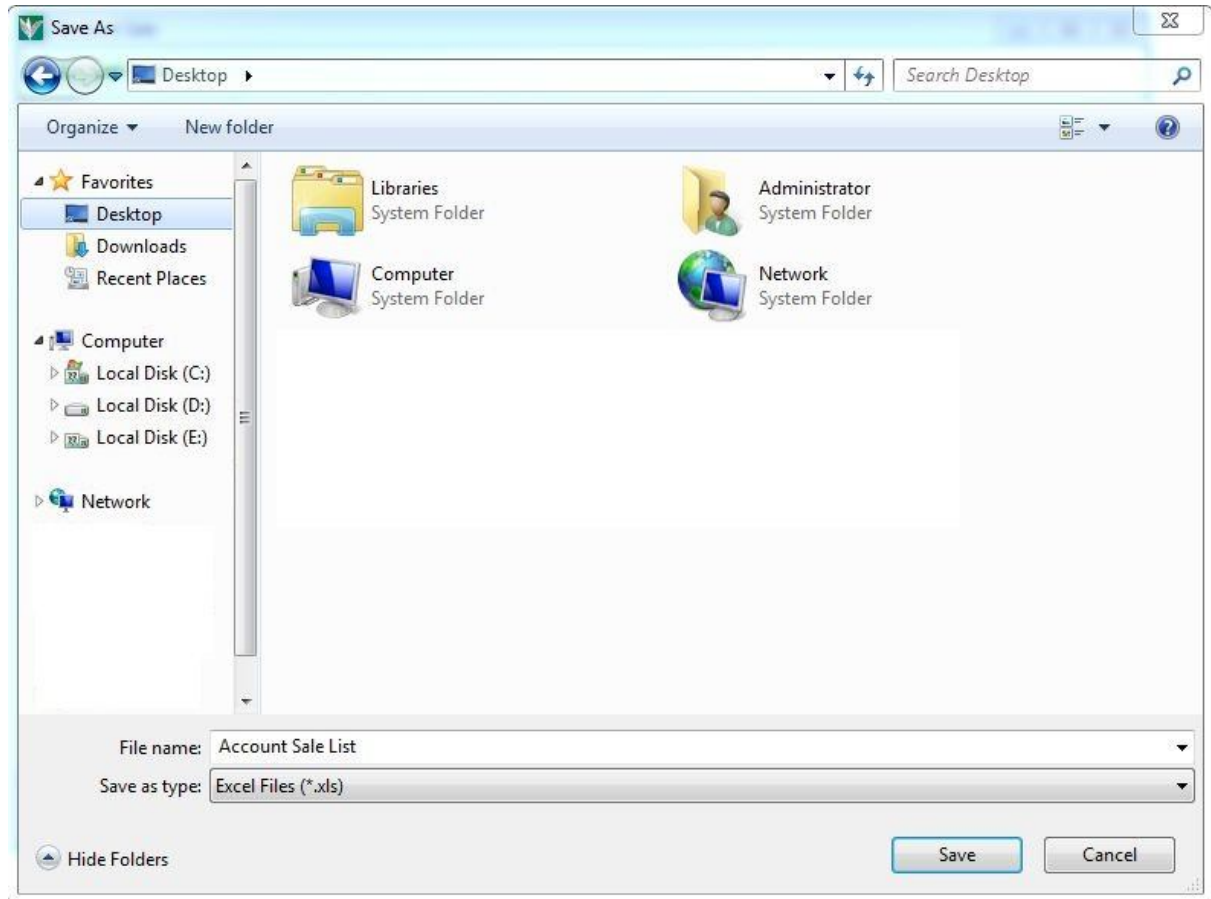 Save As
Desktop
Search Desktop
Organize
New folder
Favorites
Desktop
Downloads
Recent Places
Computer
Local Disk (C:)
Local Disk (D:)
Local Disk (E:)
Network
Libraries
System Folder
Administrator
System Folder
Computer
System Folder
Network
System Folder
File name: Account Sale List
Save as type: Excel Files (*.xls)
Hide Folders
Save
Cancel